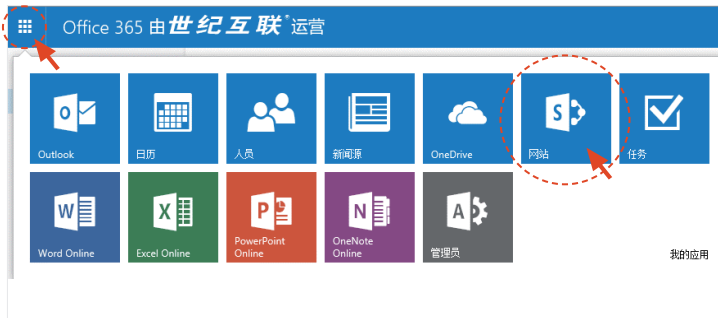 Office 365 由世纪互联®运营
Outlook
日历
人员
新闻源
OneDrive
网站
任务
Word Online
Excel Online
PowerPoint
Online
OneNote
Online
管理员
我的应用